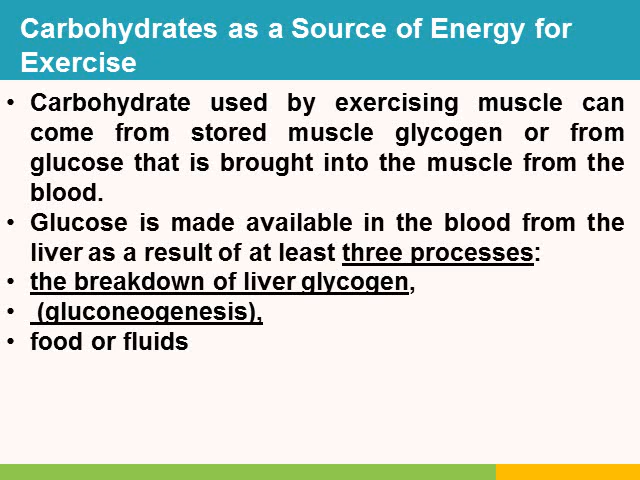 Carbohydrates as a Source of Energy for
Exercise
• Carbohydrate used by exercising muscle can
come from stored muscle glycogen or from
glucose that is brought into the muscle from the
blood.
• Glucose is made available in the blood from the
liver as a result of at least three processes:
• the breakdown of liver glycogen,
• (gluconeogenesis),
• food or fluids